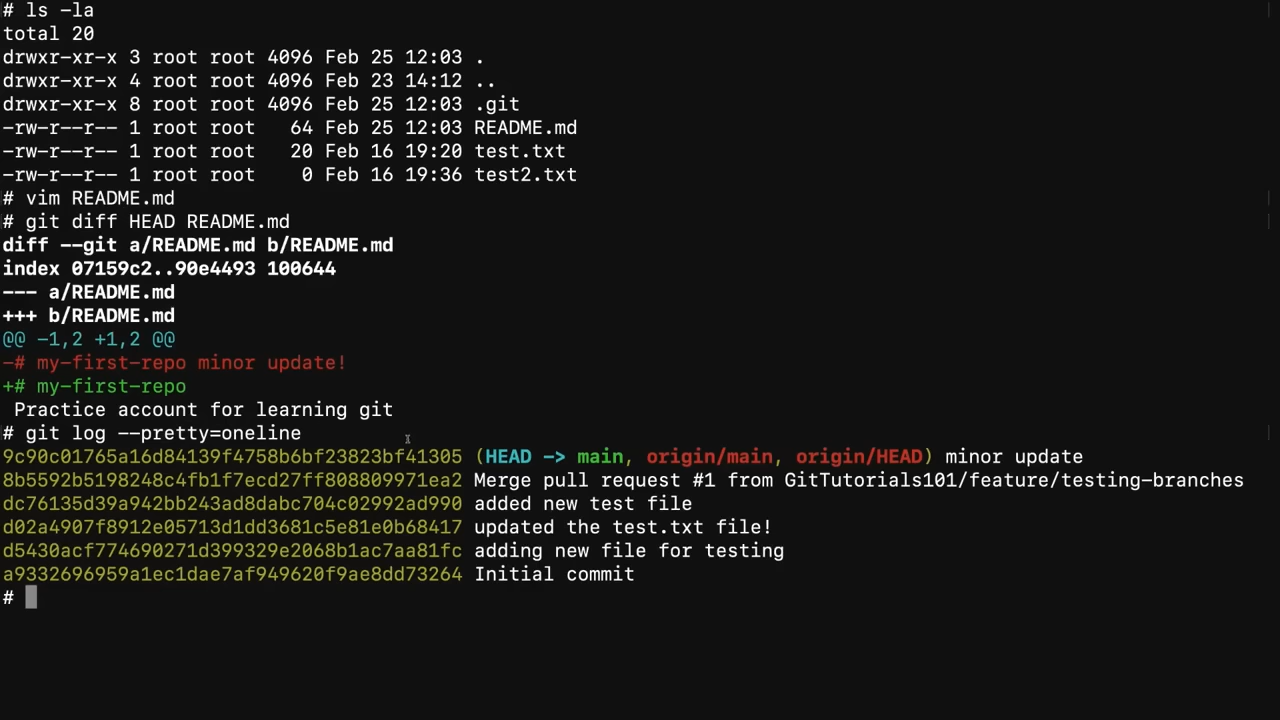 # ls -la
total 20
drwxr-xr-x 3 root root 4096 Feb 25 12:03 .
drwxr-xr-x 4 root root 4096 Feb 23 14:12 ..
drwxr-xr-x 8 root root 4096 Feb 25 12:03 .git
-rw-r--r-- 1 root root   64 Feb 25 12:03 README.md
-rw-r--r-- 1 root root   20 Feb 16 19:20 test.txt
-rw-r--r-- 1 root root    0 Feb 16 19:36 test2.txt
# vim README.md
# git diff HEAD README.md
diff --git a/README.md b/README.md
index 07159c2..90e4493 100644
--- a/README.md
+++ b/README.md
@@ -1,2 +1,2 @@
-# my-first-repo minor update!
+# my-first-repo
 Practice account for learning git
# git log --pretty=oneline
9c90c01765a16d84139f4758b6bf23823bf41305 (HEAD -> main, origin/main, origin/HEAD) minor update
8b5592b5198248c4fb1f7ecd27ff808809971ea2 Merge pull request #1 from GitTutorials101/feature/testing-branches
dc76135d39a942bb243ad8dabc704c02992ad990 added new test file
d02a4907f8912e05713d1dd3681c5e81e0b68417 updated the test.txt file!
d5430acf774690271d399329e2068b1ac7aa81fc adding new file for testing
a9332696959a1ec1dae7af949620f9ae8dd73264 Initial commit
#